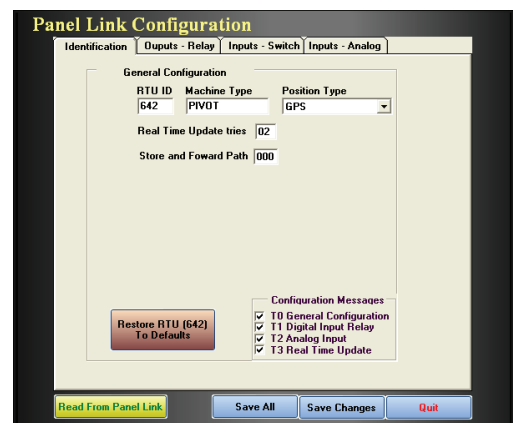 Panel Link Configuration
Identification Ouputs - Relay Inputs - Switch Inputs - Analog
General Configuration
RTU ID Machine Type Position Type
642 PIVOT GPS
Real Time Update tries 02
Store and Foward Path 000
Configuration Messages
T0 General Configuration
T1 Digital Input Relay
T2 Analog Input
T3 Real Time Update
Restore RTU (642)
To Defaults
Read From Panel Link Save All Save Changes Quit